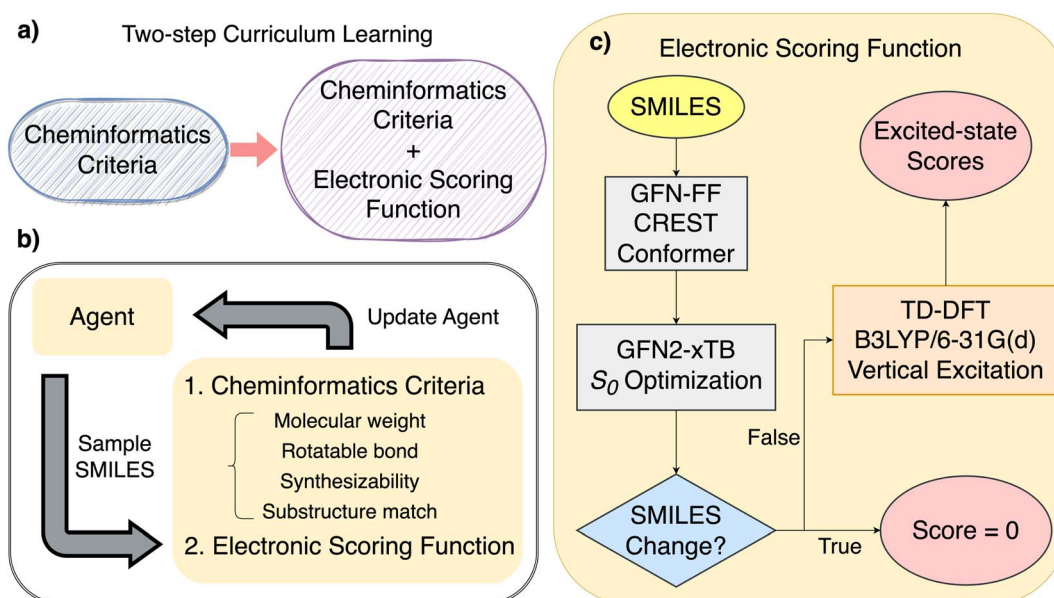 a)
Two-step Curriculum Learning
Cheminformatics
Criteria
Cheminformatics
Criteria
+
Electronic Scoring
Function
b)
Agent
Update Agent
Sample
SMILES
1. Cheminformatics Criteria
Molecular weight
Rotatable bond
Synthesizability
Substructure match
2. Electronic Scoring Function
c)
Electronic Scoring Function
SMILES
GFN-FF
CREST
Conformer
GFN2-xTB
S0 Optimization
SMILES
Change?
False
True
TD-DFT
B3LYP/6-31G(d)
Vertical Excitation
Excited-state
Scores
Score = 0